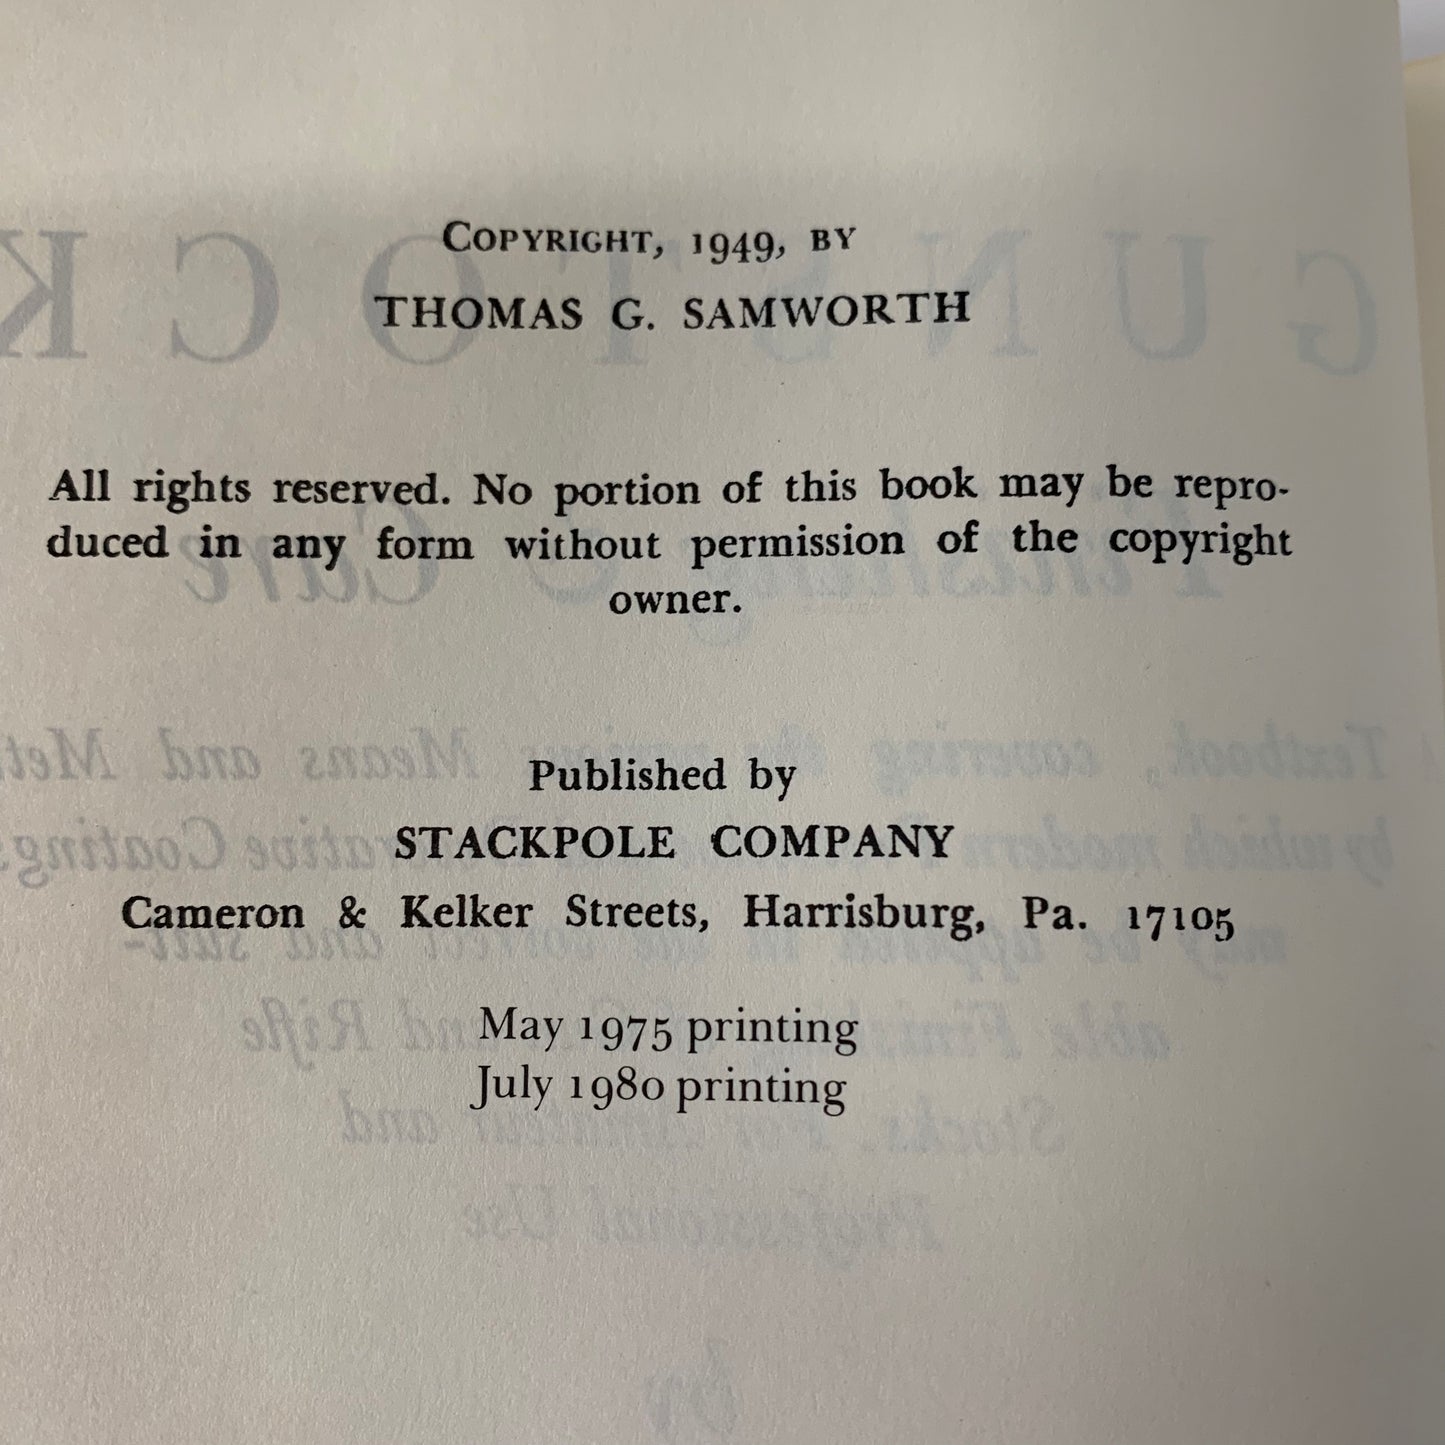 COPYRIGHT, 1949, BY
THOMAS G. SAMWORTH
All rights reserved. No portion of this book may be repro-
duced in any form without permission of the copyright
owner.
Published by
STACKPOLE COMPANY
Cameron & Kelker Streets, Harrisburg, Pa. 17105
May 1975 printing
July 1980 printing